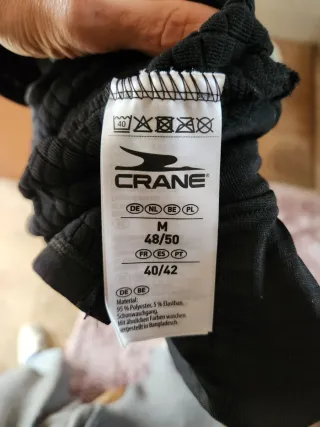 40
CRANE®
DE NL BE PL
M
48/50
FR ES PT
40/42
DE BE
Material:
95 % Polyester, 5 % Elasthan.
Schonwaschgang.
Mit ähnlichen Farben waschen.
Hergestellt in Bangladesch.